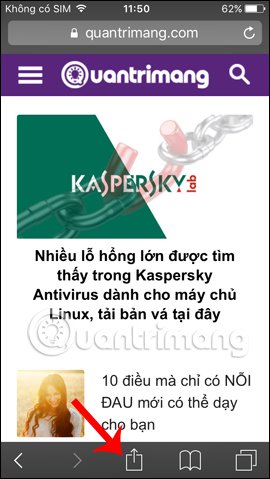 Không có SIM 11:50 62%
quantrimang.com
Quantrimang
KASPERSKY lab
Nhiều lỗ hổng lớn được tìm
thấy trong Kaspersky
Antivirus dành cho máy chủ
Linux, tải bản vá tại đây
Quantrimang
10 điều mà chỉ có NỖI
ĐAU mới có thể dạy
cho bạn